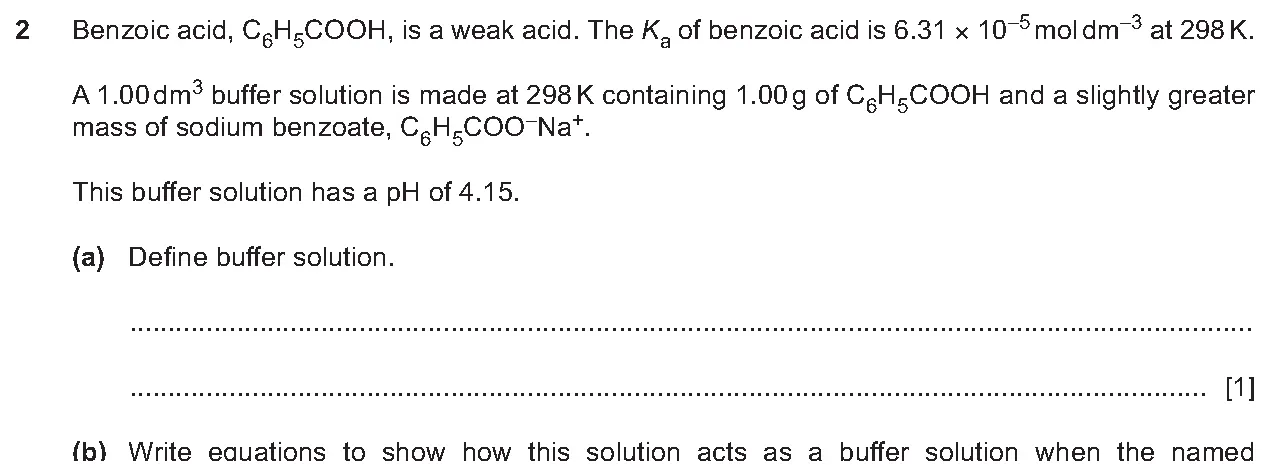 2 Benzoic acid, C₆H₅COOH, is a weak acid. The Kₐ of benzoic acid is 6.31 × 10⁻⁵ mol dm⁻³ at 298 K.
A 1.00 dm³ buffer solution is made at 298 K containing 1.00 g of C₆H₅COOH and a slightly greater
mass of sodium benzoate, C₆H₅COO⁻Na⁺.
This buffer solution has a pH of 4.15.
(a) Define buffer solution.
..........................................................................................................................................................
.................................................................................................................................................... [1]
(b) Write equations to show how this solution acts as a buffer solution when the named